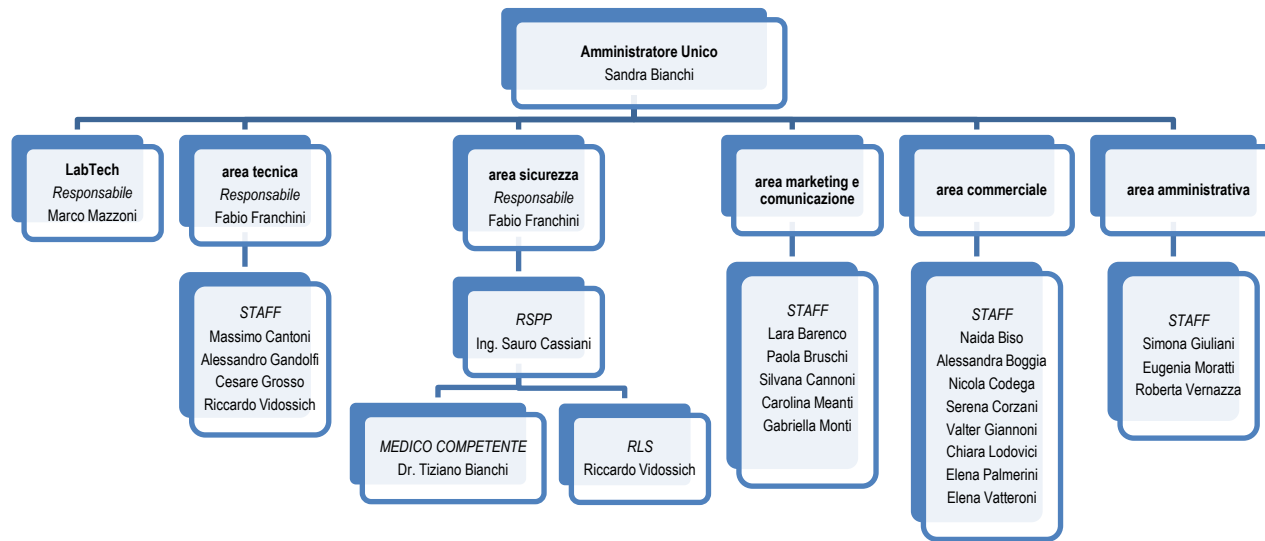 Amministratore Unico
Sandra Bianchi
LabTech
Responsabile
Marco Mazzoni
area tecnica
Responsabile
Fabio Franchini
area sicurezza
Responsabile
Fabio Franchini
area marketing e
comunicazione
area commerciale
area amministrativa
STAFF
Massimo Cantoni
Alessandro Gandolfi
Cesare Grosso
Riccardo Vidossich
RSPP
Ing. Sauro Cassiani
MEDICO COMPETENTE
Dr. Tiziano Bianchi
RLS
Riccardo Vidossich
STAFF
Lara Barenco
Paola Bruschi
Silvana Cannoni
Carolina Meanti
Gabriella Monti
STAFF
Naida Biso
Alessandra Boggia
Nicola Codega
Serena Corzani
Valter Giannoni
Chiara Lodovici
Elena Palmerini
Elena Vatteroni
STAFF
Simona Giuliani
Eugenia Moratti
Roberta Vernazza